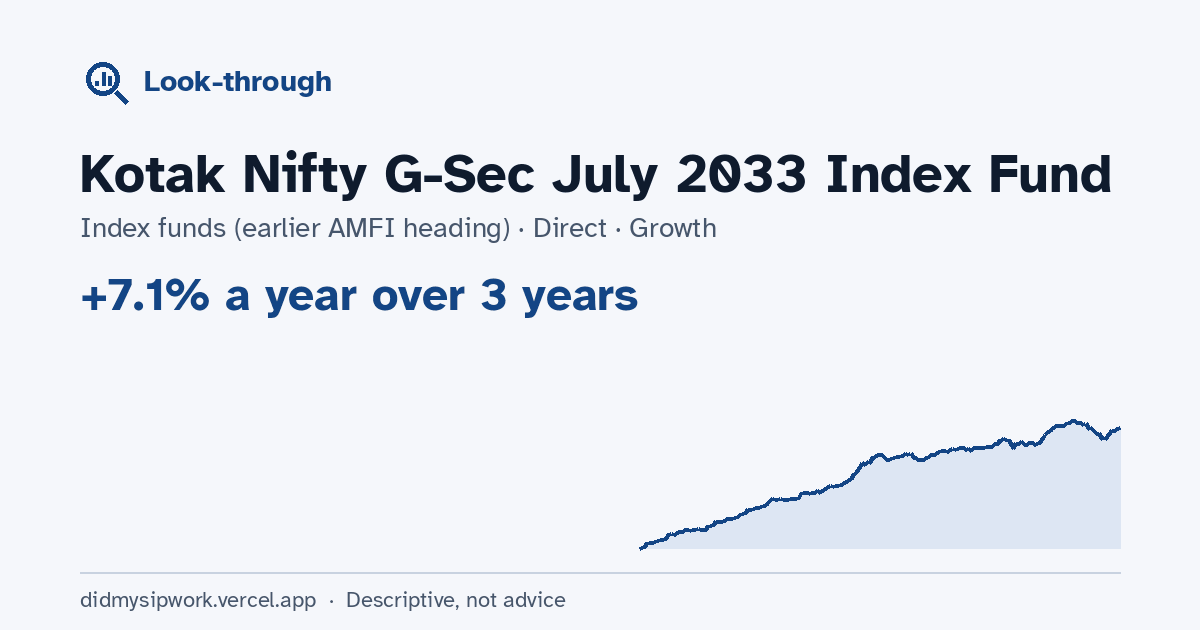 Look-through
Kotak Nifty G-Sec July 2033 Index Fund
Index funds (earlier AMFI heading) · Direct · Growth
+7.1% a year over 3 years
didmysipwork.vercel.app · Descriptive, not advice